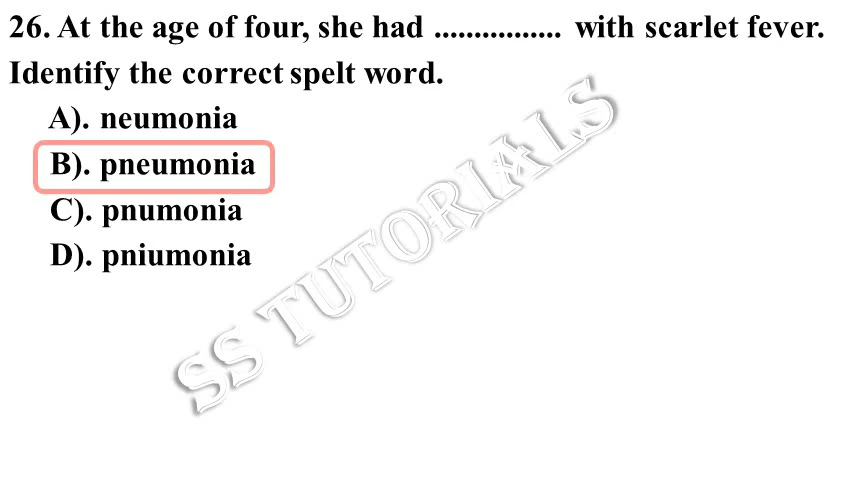 26. At the age of four, she had ................ with scarlet fever.
Identify the correct spelt word.
A). neumonia
B). pneumonia
C). pnumonia
D). pniumonia
SS TUTORIALS